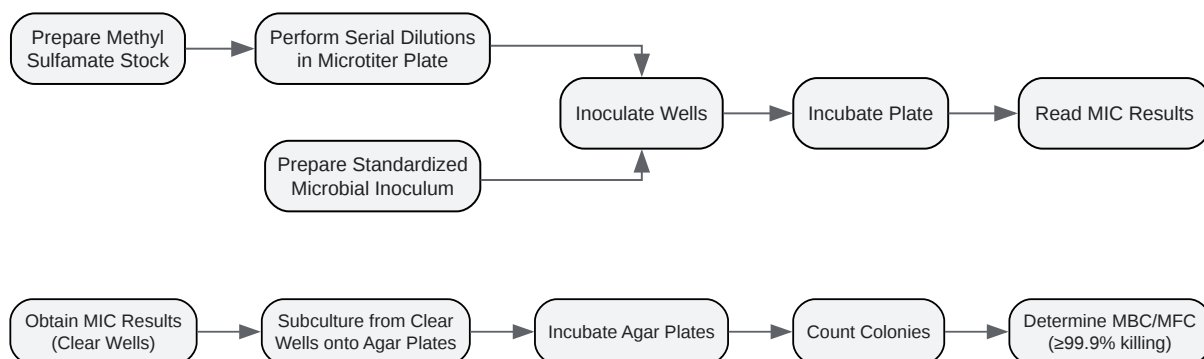 Prepare Methyl
Sulfamate Stock
Perform Serial Dilutions
in Microtiter Plate
Prepare Standardized
Microbial Inoculum
Inoculate Wells
Incubate Plate
Read MIC Results
Obtain MIC Results
(Clear Wells)
Subculture from Clear
Wells onto Agar Plates
Incubate Agar Plates
Count Colonies
Determine MBC/MFC
(≥99.9% killing)